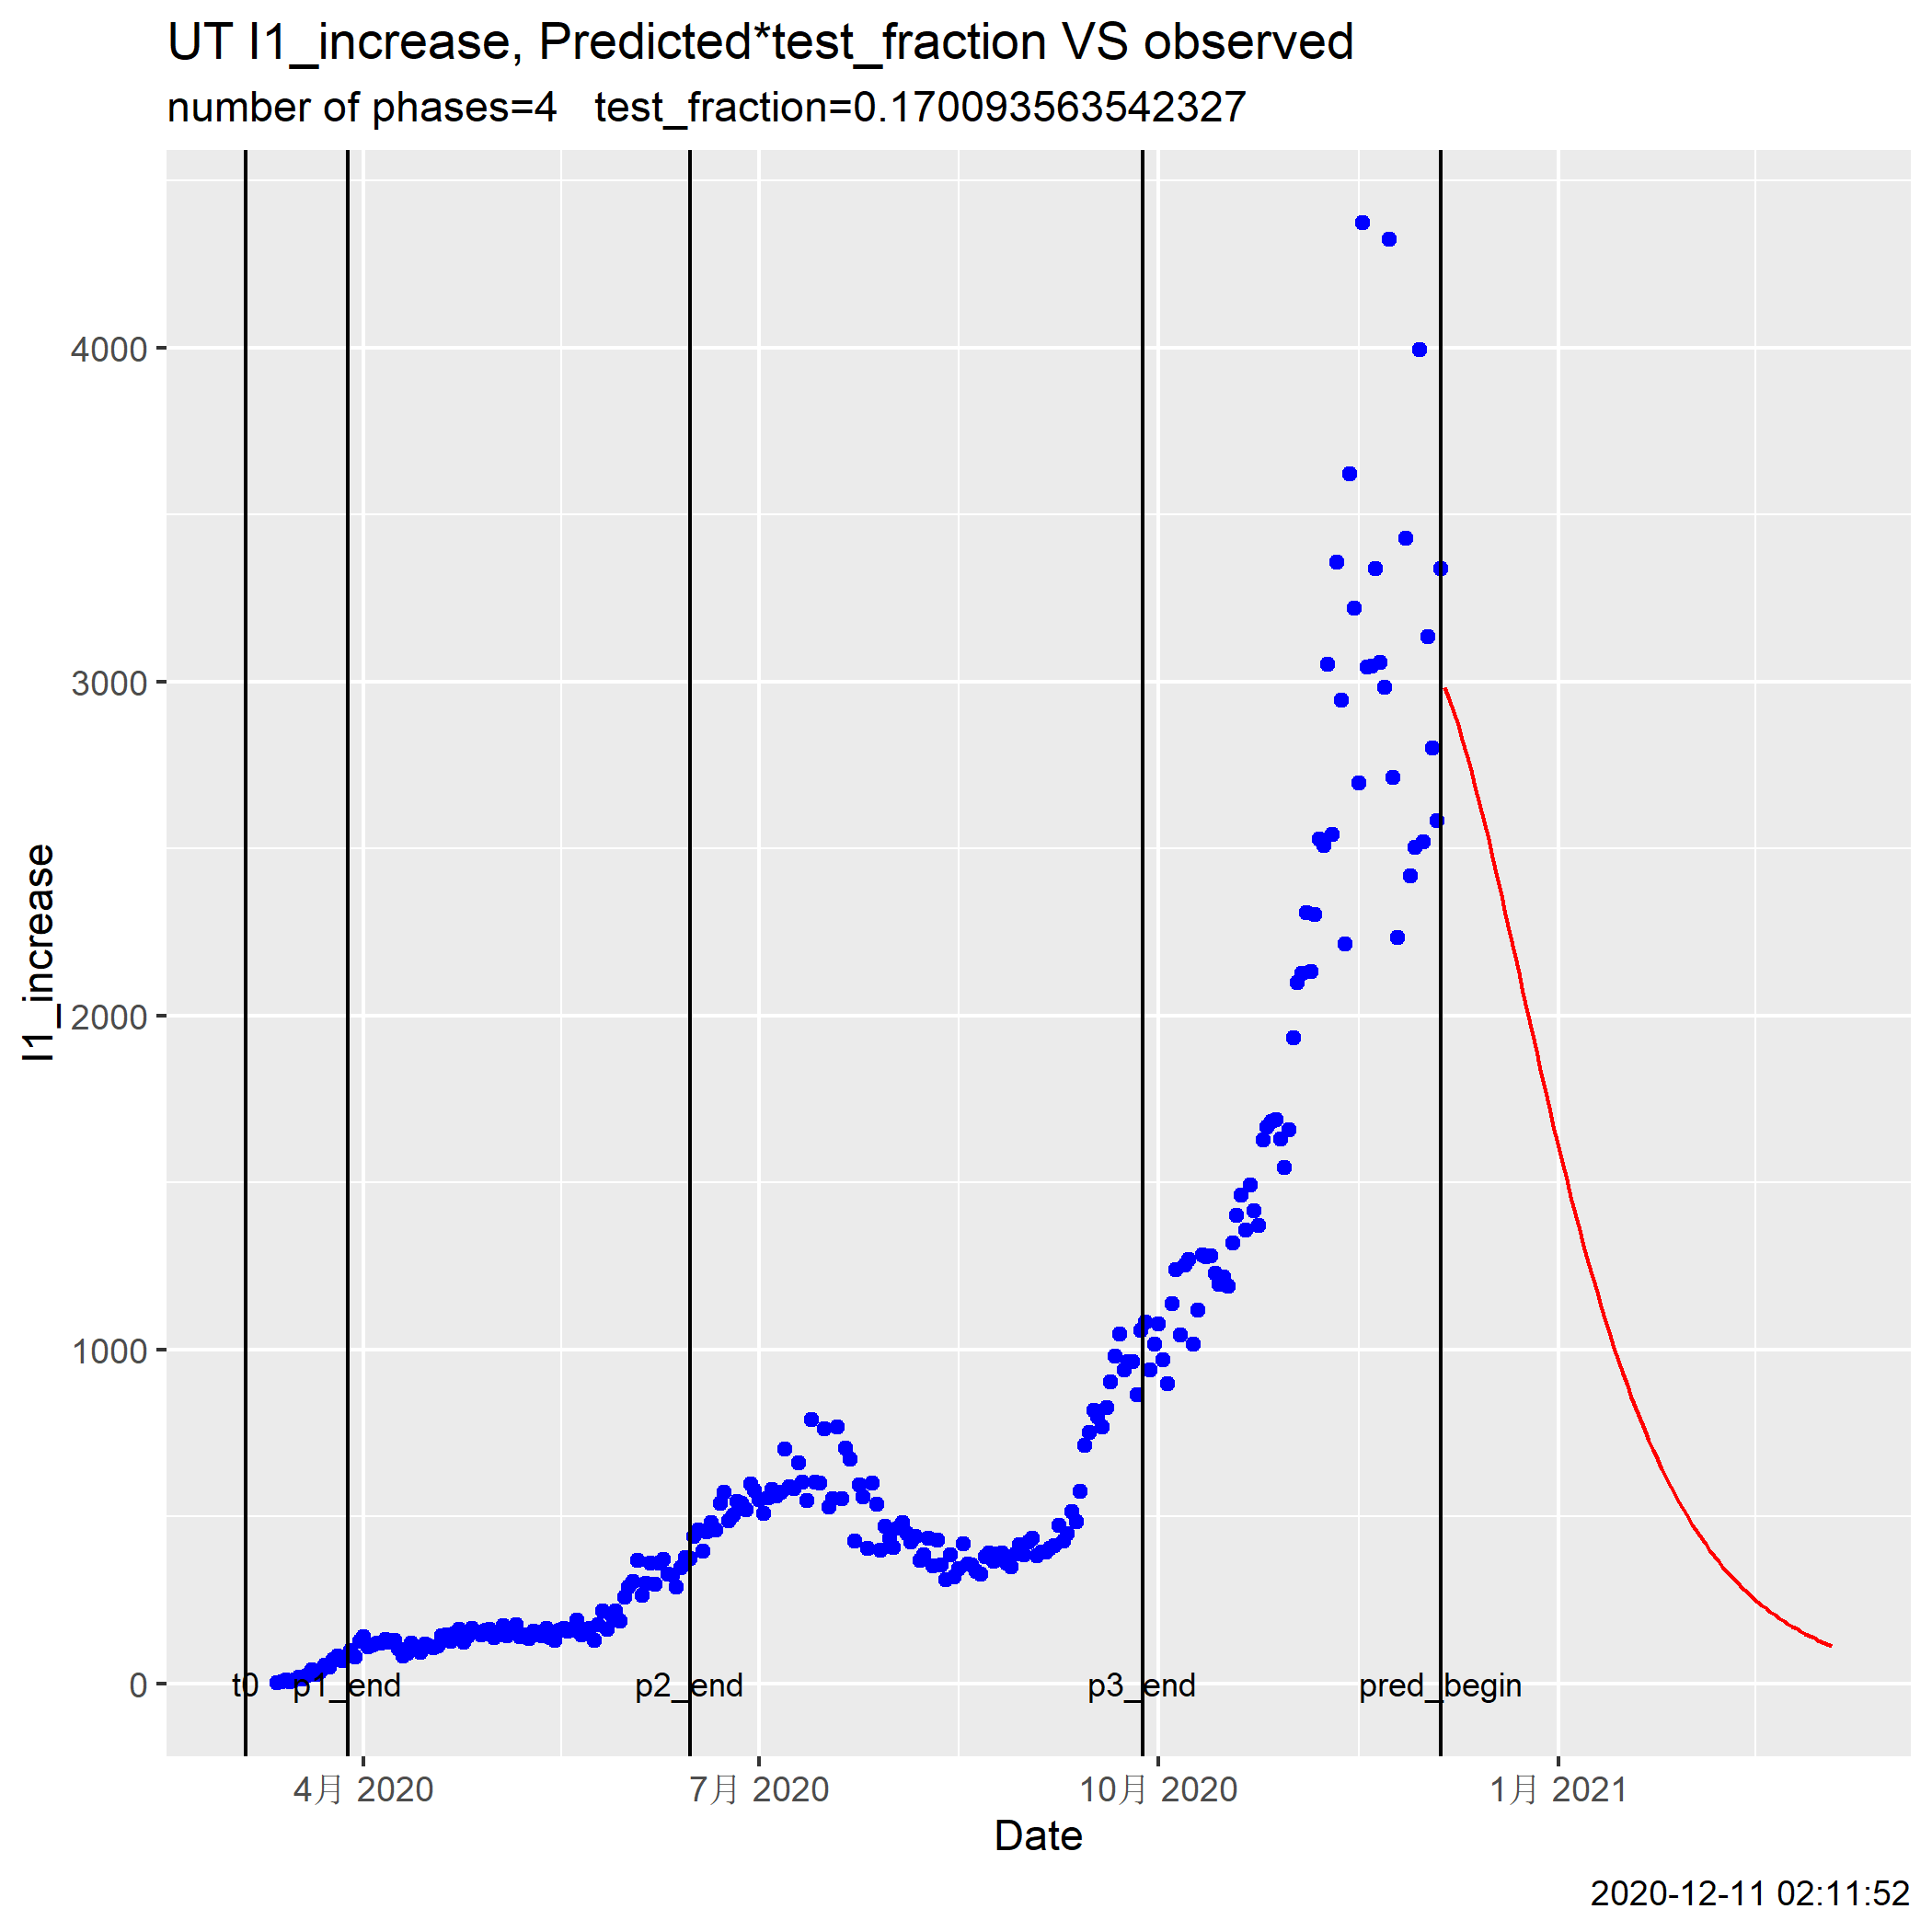 UT I1_increase, Predicted*test_fraction VS observed
number of phases=4   test_fraction=0.170093563542327
I1_increase
4000
3000
2000
1000
0
t0 p1_end p2_end p3_end pred_begin
4月 2020 7月 2020 10月 2020 1月 2021
Date
2020-12-11 02:11:52